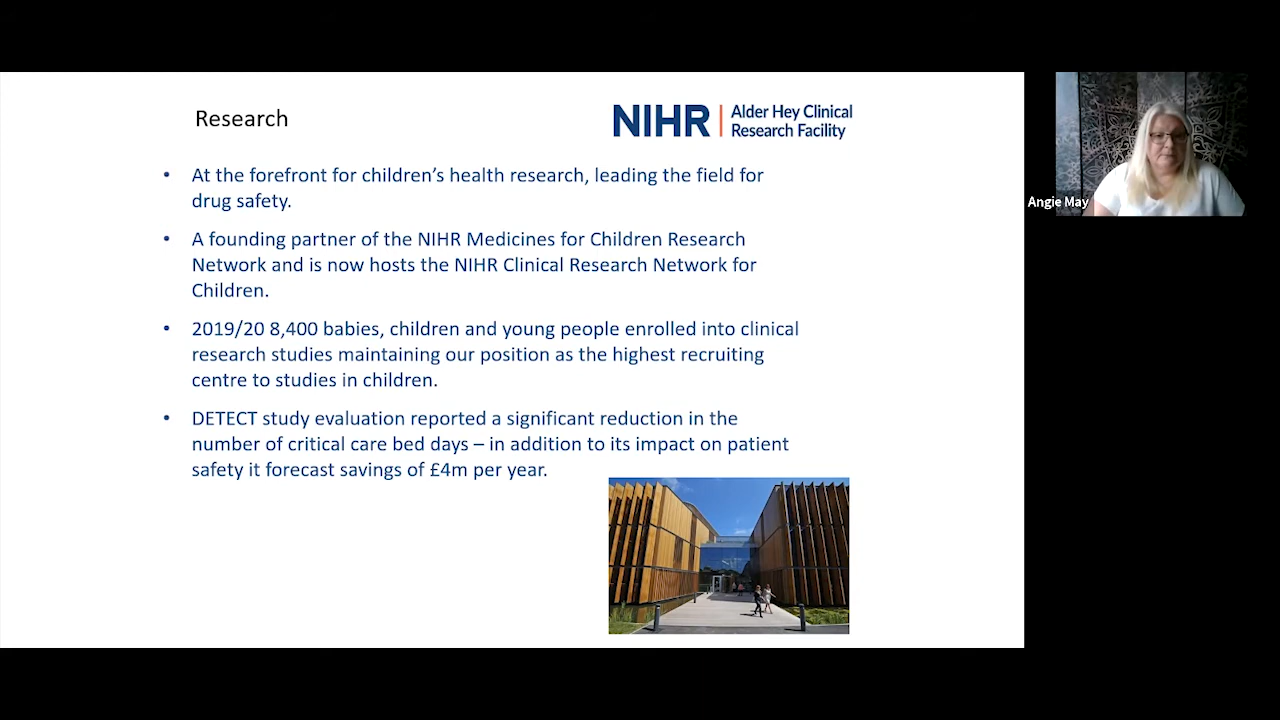 Research
NIHR | Alder Hey Clinical
Research Facility
• At the forefront for children's health research, leading the field for
drug safety.
• A founding partner of the NIHR Medicines for Children Research
Network and is now hosts the NIHR Clinical Research Network for
Children.
• 2019/20 8,400 babies, children and young people enrolled into clinical
research studies maintaining our position as the highest recruiting
centre to studies in children.
• DETECT study evaluation reported a significant reduction in the
number of critical care bed days – in addition to its impact on patient
safety it forecast savings of £4m per year.
Angie May